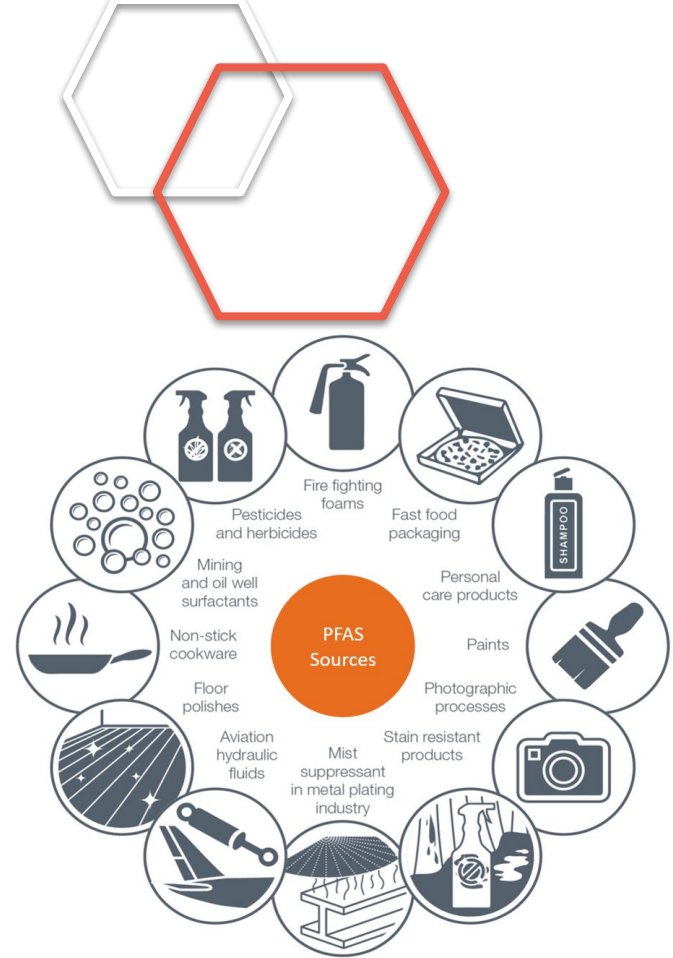 Fire fighting
foams
Fast food
packaging
SHAMPOO
Personal
care products
Paints
Photographic
processes
Stain resistant
products
Mist
suppressant
in metal plating
industry
Aviation
hydraulic
fluids
Floor
polishes
Non-stick
cookware
Mining
and oil well
surfactants
Pesticides
and herbicides
PFAS
Sources